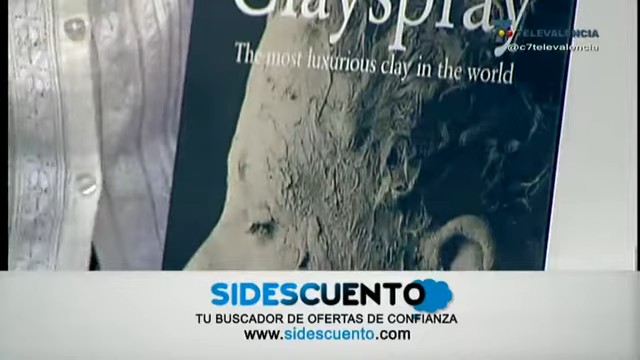 Clayspray
The most luxurious clay in the world
TELEVALENCIA
@c7televalencia
SIDESCUENTO
TU BUSCADOR DE OFERTAS DE CONFIANZA
www.sidescuento.com